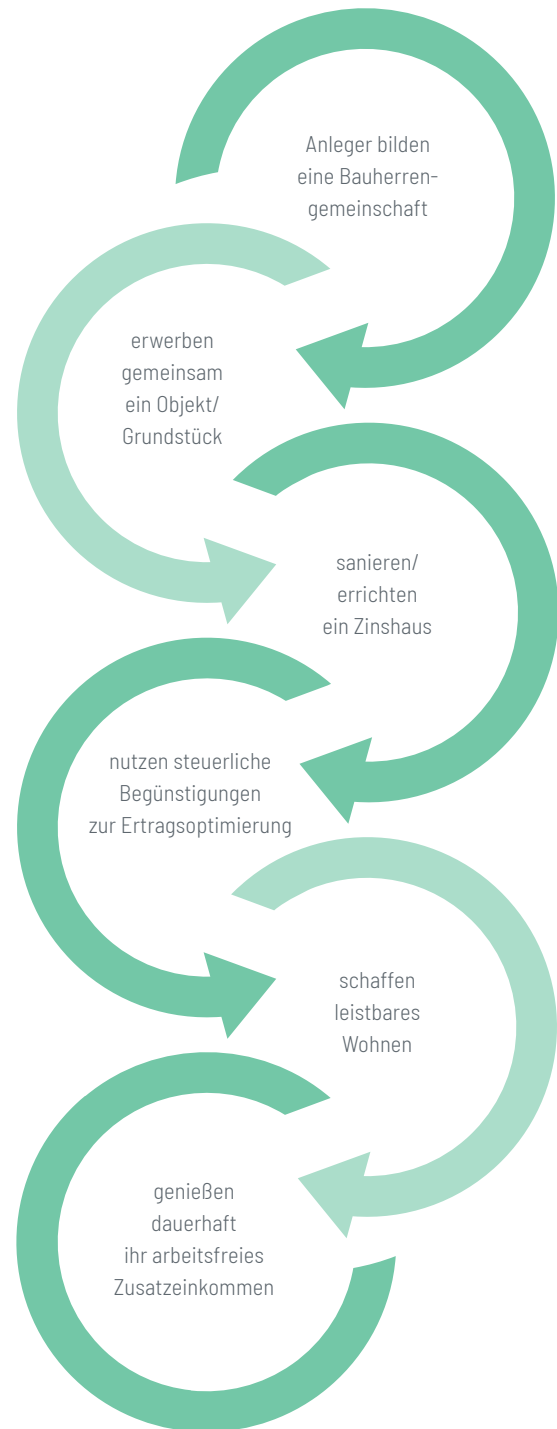 Anleger bilden
eine Bauherren-
gemeinschaft
erwerben
gemeinsam
ein Objekt/
Grundstück
sanieren/
errichten
ein Zinshaus
nutzen steuerliche
Begünstigungen
zur Ertragsoptimierung
schaffen
leistbares
Wohnen
genießen
dauerhaft
ihr arbeitsfreies
Zusatzeinkommen